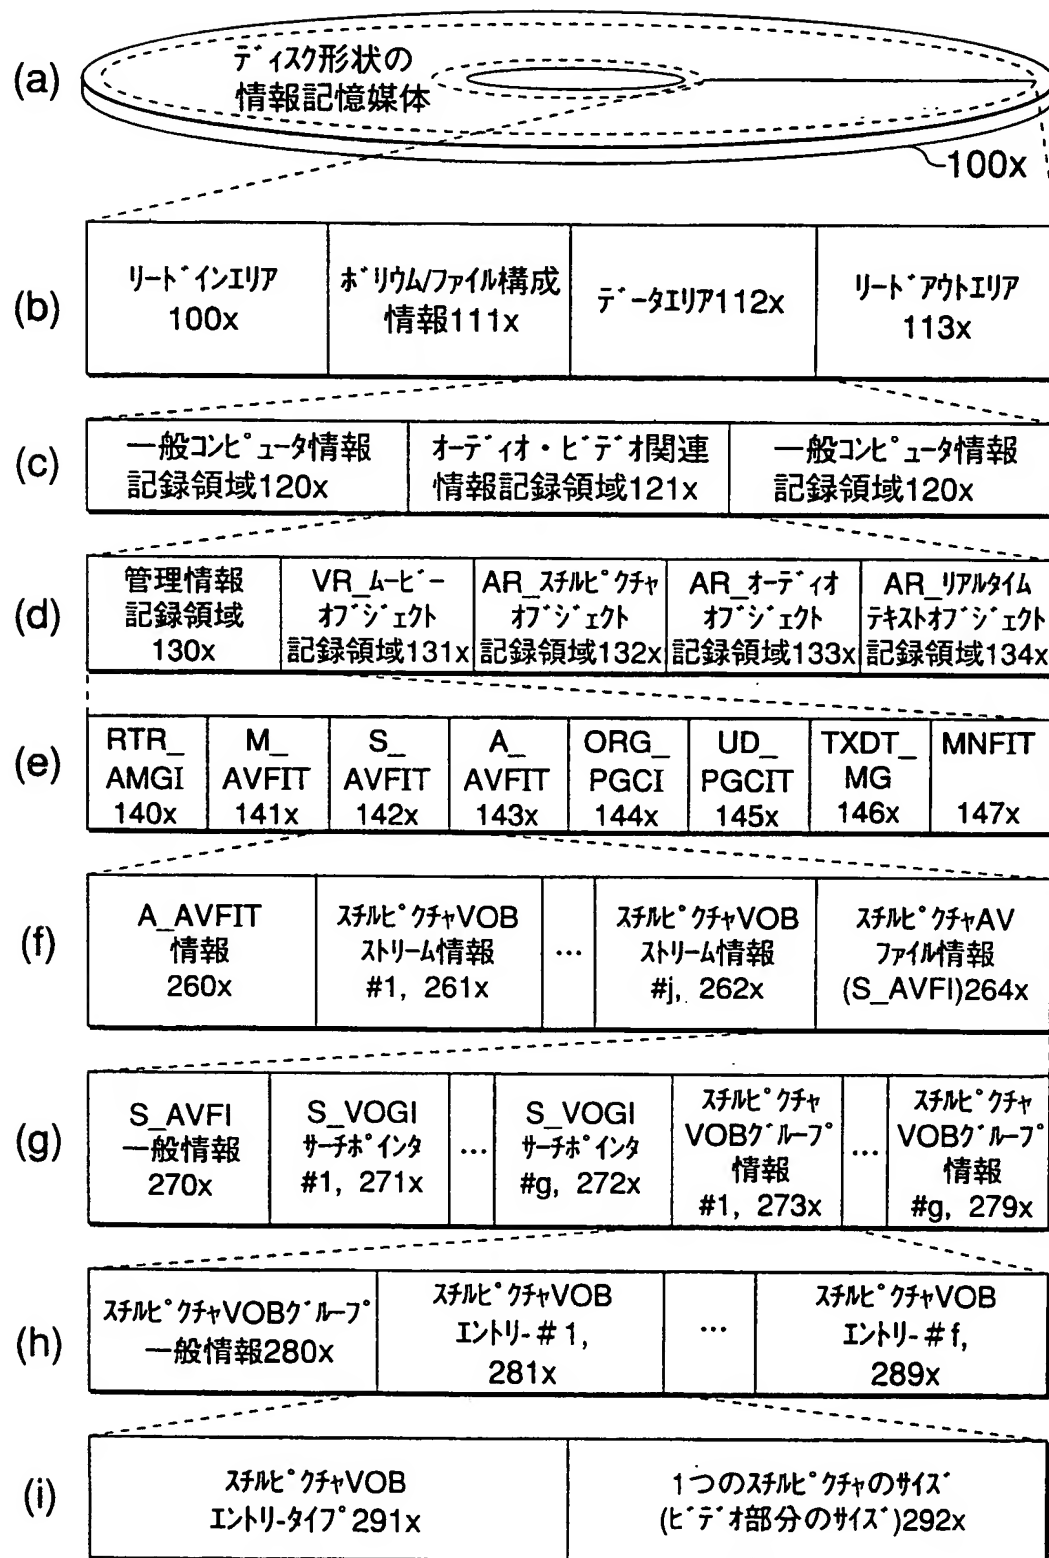 (a)
ディスク形状の
情報記憶媒体
100x
(b)
リードインエリア
100x
ボリウム/ファイル構成
情報111x
データエリア112x
リードアウトエリア
113x
(c)
一般コンピュータ情報
記録領域120x
オーディオ・ビデオ関連
情報記録領域121x
一般コンピュータ情報
記録領域120x
(d)
管理情報
記録領域
130x
VR_ムービー
オブジェクト
記録領域131x
AR_スチルピクチャ
オブジェクト
記録領域132x
AR_オーディオ
オブジェクト
記録領域133x
AR_リアルタイム
テキストオブジェクト
記録領域134x
(e)
RTR_
AMGI
140x
M_
AVFIT
141x
S_
AVFIT
142x
A_
AVFIT
143x
ORG_
PGCI
144x
UD_
PGCIT
145x
TXDT_
MG
146x
MNFIT
147x
(f)
A_AVFIT
情報
260x
スチルピクチャVOB
ストリーム情報
#1, 261x
…
スチルピクチャVOB
ストリーム情報
#j, 262x
スチルピクチャAV
ファイル情報
(S_AVFI)264x
(g)
S_AVFI
一般情報
270x
S_VOGI
サーチポインタ
#1, 271x
…
S_VOGI
サーチポインタ
#g, 272x
スチルピクチャ
VOBグループ
情報
#1, 273x
…
スチルピクチャ
VOBグループ
情報
#g, 279x
(h)
スチルピクチャVOBグループ
一般情報280x
スチルピクチャVOB
エントリー#1,
281x
…
スチルピクチャVOB
エントリー#f,
289x
(i)
スチルピクチャVOB
エントリータイプ291x
1つのスチルピクチャのサイズ
(ビデオ部分のサイズ)292x